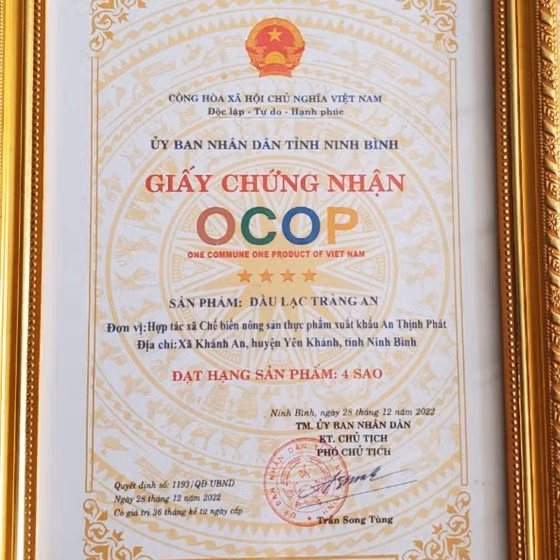 CỘNG HÒA XÃ HỘI CHỦ NGHĨA VIỆT NAM
Độc lập - Tự do - Hạnh phúc
ỦY BAN NHÂN DÂN TỈNH NINH BÌNH
GIẤY CHỨNG NHẬN
OCOP
ONE COMMUNE ONE PRODUCT OF VIET NAM
SẢN PHẨM: DẦU LẠC TRÀNG AN
Đơn vị: Hợp tác xã Chế biến nông sản thực phẩm xuất khẩu An Thịnh Phát
Địa chỉ: Xã Khánh An, huyện Yên Khánh, tỉnh Ninh Bình
ĐẠT HẠNG SẢN PHẨM: 4 SAO
Ninh Bình, ngày 28 tháng 12 năm 2022
TM. ỦY BAN NHÂN DÂN
KT. CHỦ TỊCH
PHÓ CHỦ TỊCH
Quyết định số: 1193/QĐ-UBND
Ngày 28 tháng 12 năm 2022
Có giá trị 36 tháng kể từ ngày cấp
Trần Song Tùng